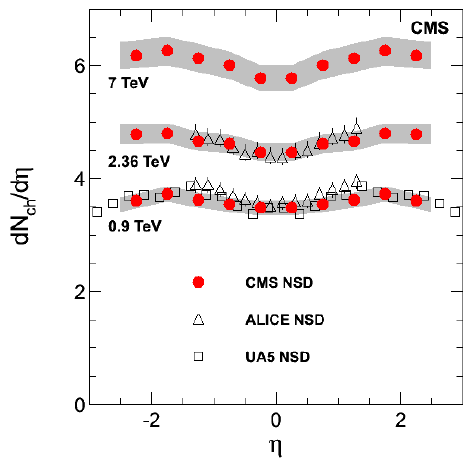 CMS
6
7 TeV
2.36 TeV
4
0.9 TeV
dN_ch/dη
CMS NSD
2
ALICE NSD
UA5 NSD
0
-2 0 2
η